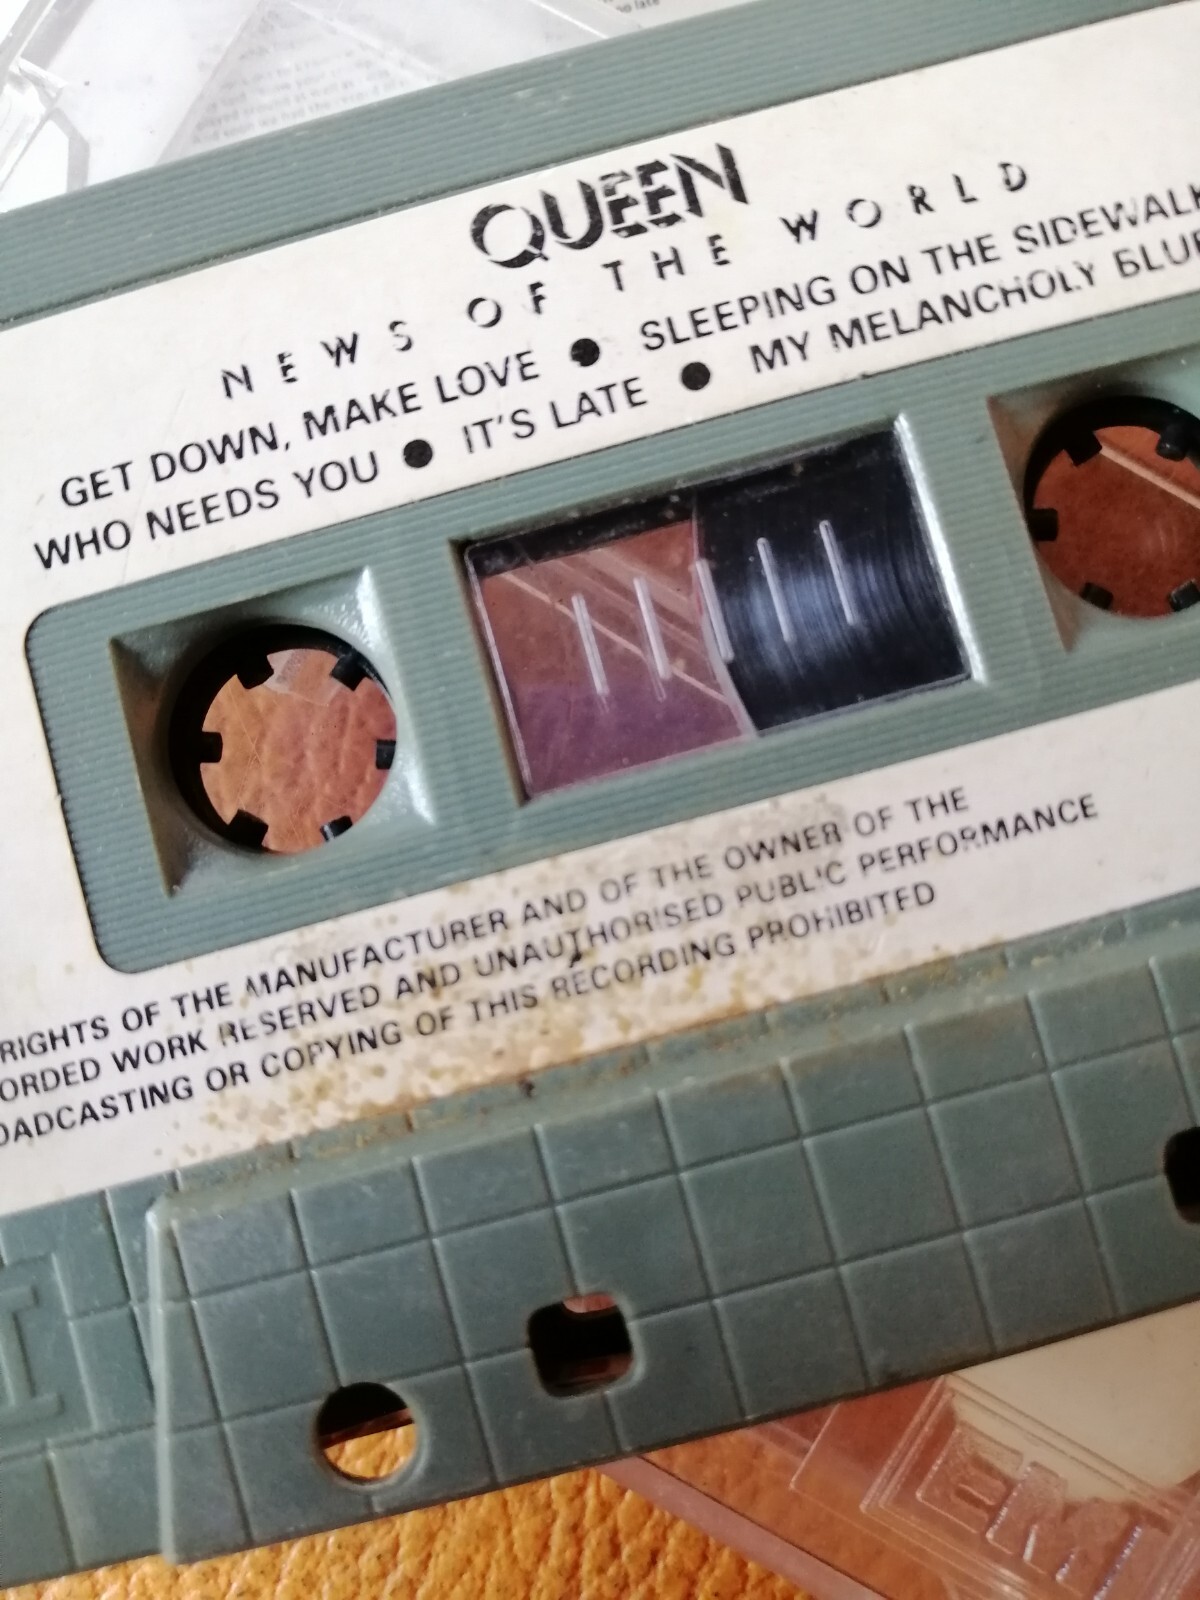 QUEEN
NEWS OF THE WORLD
GET DOWN, MAKE LOVE ● SLEEPING ON THE SIDEWALK
WHO NEEDS YOU ● IT'S LATE ● MY MELANCHOLY BLUE
RIGHTS OF THE MANUFACTURER AND OF THE OWNER OF THE
ORDED WORK RESERVED AND UNAUTHORISED PUBLIC PERFORMANCE
OADCASTING OR COPYING OF THIS RECORDING PROHIBITED